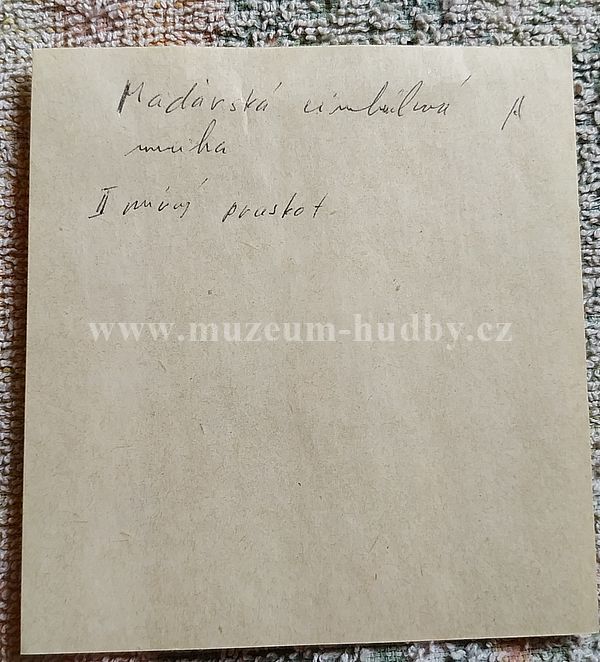 Maďarská cimbálová A
muzika
II mírný praskot
www.muzeum-hudby.cz